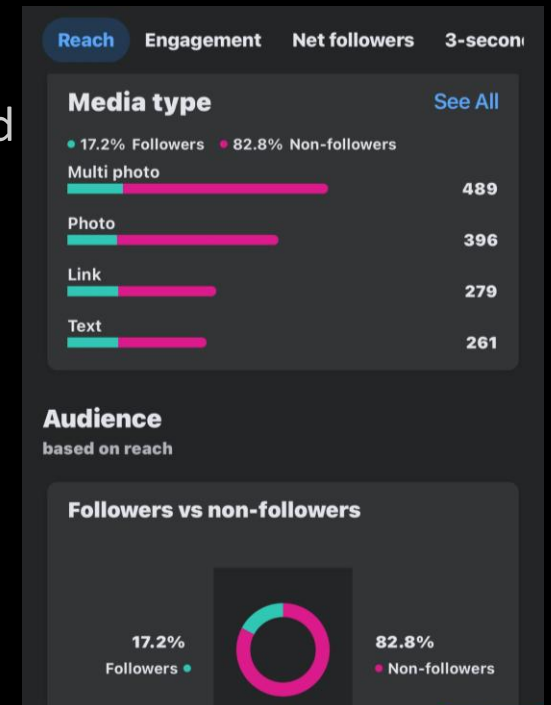 Reach Engagement Net followers 3-secon
Media type See All
17.2% Followers 82.8% Non-followers
Multi photo
489
Photo
396
Link
279
Text
261
Audience
based on reach
Followers vs non-followers
17.2% 82.8%
Followers Non-followers